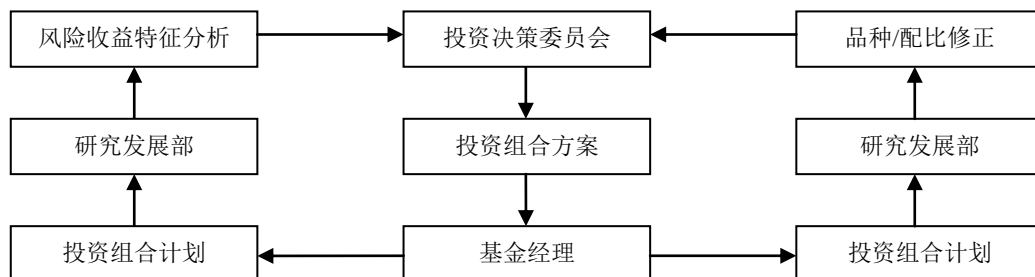 风险收益特征分析
投资决策委员会
品种/配比修正
研究发展部
投资组合方案
研究发展部
投资组合计划
基金经理
投资组合计划